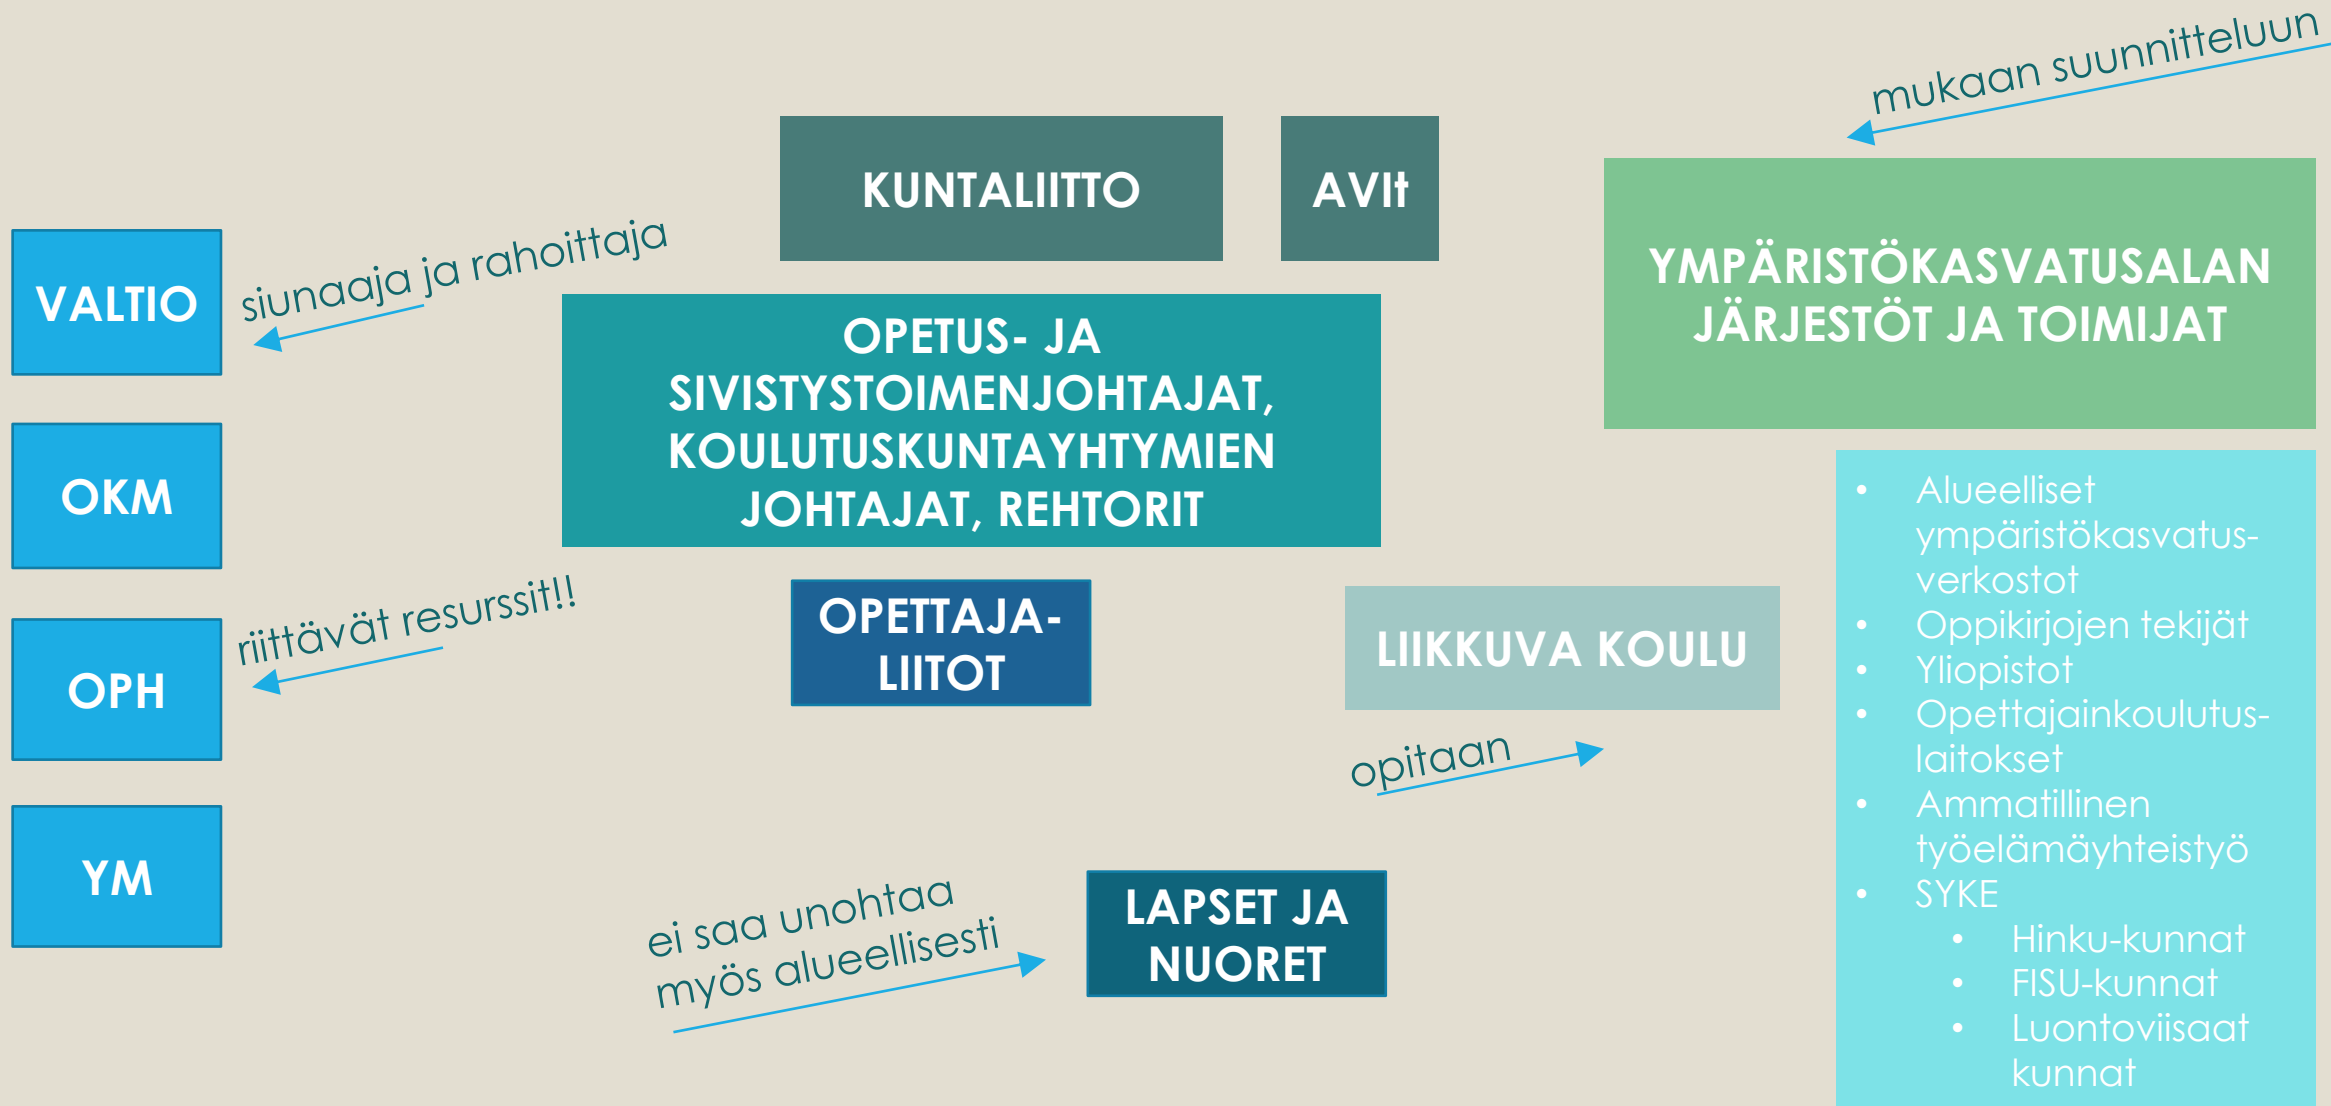 mukaan suunnitteluun
KUNTALIITTO
AVIt
YMPÄRISTÖKASVATUSALAN
JÄRJESTÖT JA TOIMIJAT
VALTIO
siunaaja ja rahoittaja
OPETUS- JA
SIVISTYSTOIMENJOHTAJAT,
KOULUTUSKUNTAYHTYMIEN
JOHTAJAT, REHTORIT
OKM
OPH
riittävät resurssit!!
OPETTAJA-
LIITOT
LIIKKUVA KOULU
opitaan
YM
ei saa unohtaa
myös alueellisesti
LAPSET JA
NUORET
• Alueelliset
ympäristökasvatus-
verkostot
• Oppikirjojen tekijät
• Yliopistot
• Opettajainkoulutus-
laitokset
• Ammatillinen
työelämäyhteistyö
• SYKE
• Hinku-kunnat
• FISU-kunnat
• Luontoviisaat
kunnat